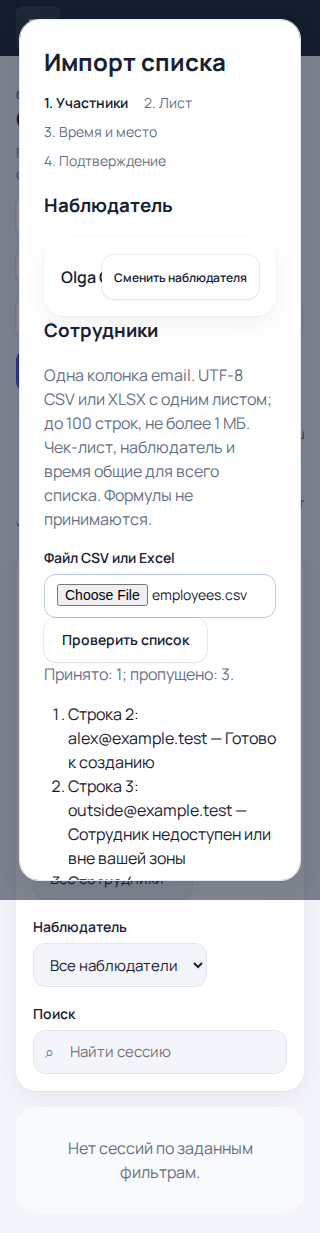 Импорт списка
1. Участники 2. Лист
3. Время и место
4. Подтверждение
Наблюдатель
Olga
Сменить наблюдателя
Сотрудники
Одна колонка email. UTF-8
CSV или XLSX с одним листом;
до 100 строк, не более 1 МБ.
Чек-лист, наблюдатель и
время общие для всего
списка. Формулы не
принимаются.
Файл CSV или Excel
Choose File employees.csv
Проверить список
Принято: 1; пропущено: 3.
1. Строка 2:
alex@example.test — Готово
к созданию
2. Строка 3:
outside@example.test —
Сотрудник недоступен или
вне вашей зоны
Наблюдатель
Все наблюдатели
Поиск
Найти сессию
Нет сессий по заданным
фильтрам.